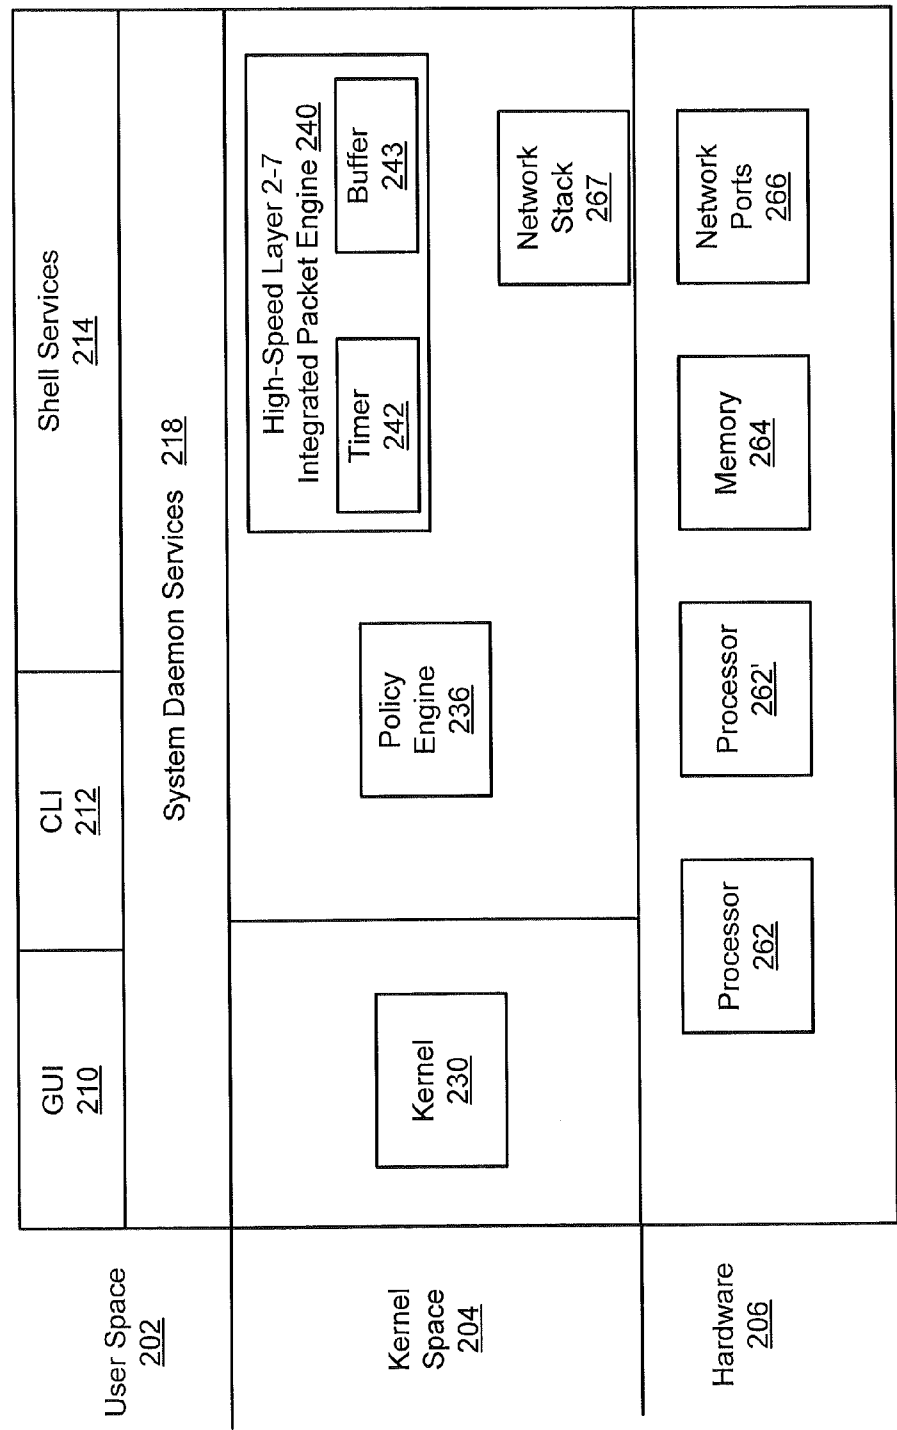 User Space
202
GUI
210
CLI
212
Shell Services
214
System Daemon Services 218
Kernel
Space
204
Kernel
230
Policy
Engine
236
High-Speed Layer 2-7
Integrated Packet Engine 240
Timer
242
Buffer
243
Network
Stack
267
Hardware
206
Processor
262
Processor
262'
Memory
264
Network
Ports
266